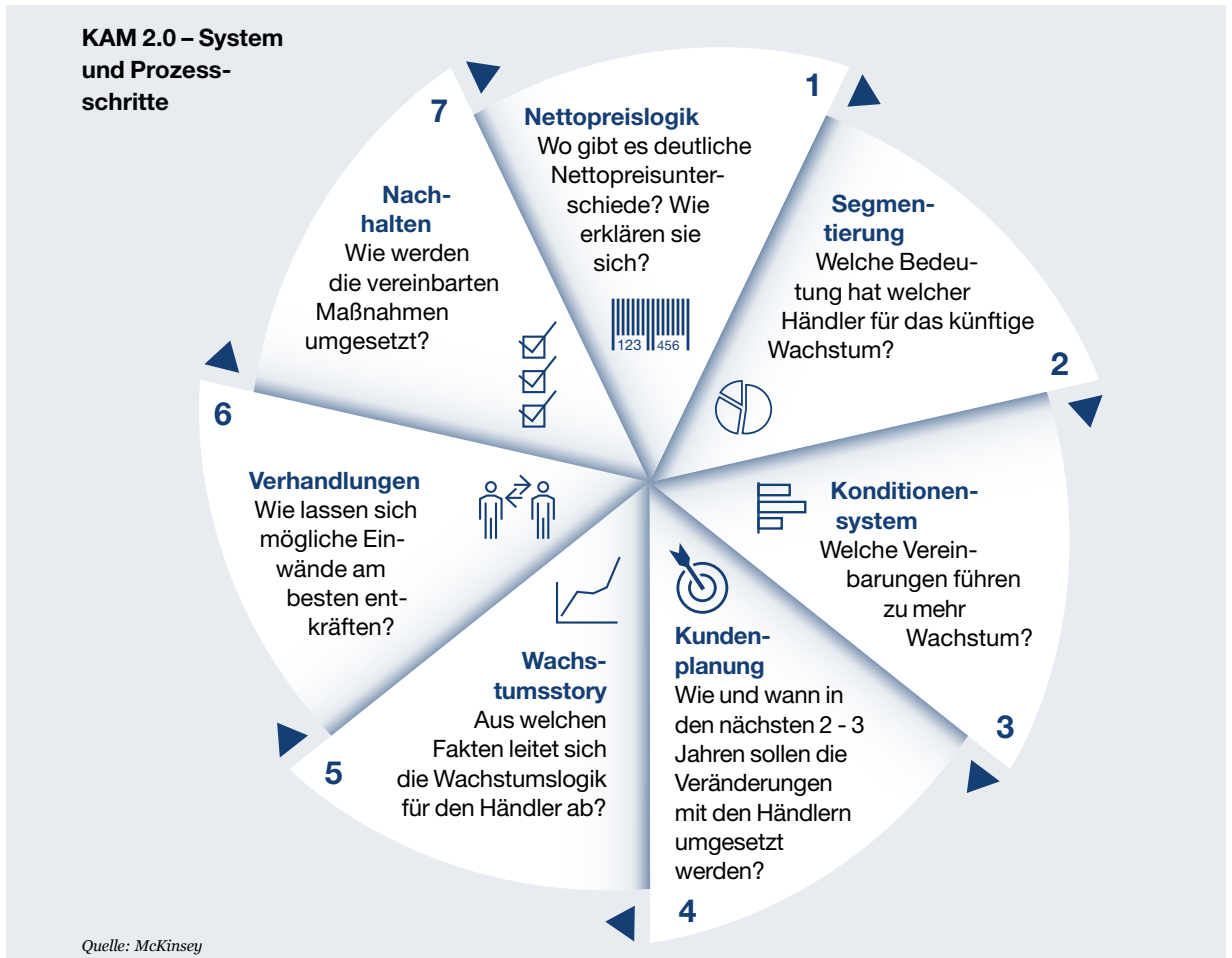 KAM 2.0 – System
und Prozess-
schritte
1
Nettopreislogik
Wo gibt es deutliche
Nettopreisunter-
schiede? Wie
erklären sie
sich?
123 456
2
Segmen-
tierung
Welche Bedeu-
tung hat welcher
Händler für das künftige
Wachstum?
3
Konditionen-
system
Welche Verein-
barungen führen
zu mehr
Wachstum?
4
Kunden-
planung
Wie und wann in
den nächsten 2 - 3
Jahren sollen die
Veränderungen
mit den Händlern
umgesetzt
werden?
5
Wachs-
tumsstory
Aus welchen
Fakten leitet sich
die Wachstumslogik
für den Händler ab?
6
Verhandlungen
Wie lassen sich
mögliche Ein-
wände am
besten ent-
kräften?
7
Nach-
halten
Wie werden
die vereinbarten
Maßnahmen
umgesetzt?
Quelle: McKinsey